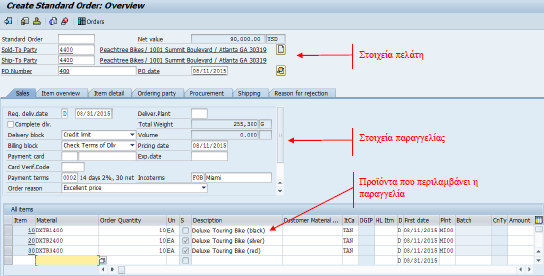 Create Standard Order: Overview
Orders
Standard Order Net value 90,000.00 USD
Sold-To Party 4400 Peachtree Bikes / 1001 Summit Boulevard / Atlanta GA 30319
Στοιχεία πελάτη
Ship-To Party 4400 Peachtree Bikes / 1001 Summit Boulevard / Atlanta GA 30319
PO Number 400 PO date 08/11/2015
Sales Item overview Item detail Ordering party Procurement Shipping Reason for rejection
Req. deliv.date D 08/31/2015 Deliver.Plant
Complete dlv. Total Weight 255,300 G
Delivery block Credit limit Volume 0.000
Στοιχεία παραγγελίας
Billing block Check Terms of Dlv Pricing date 08/11/2015
Payment card Exp.date
Card Verif.Code
Payment terms 0002 14 days 2%, 30 net Incoterms FOB Miami
Order reason Excellent price
Προϊόντα που περιλαμβάνει η
παραγγελία
All items
Item Material Order Quantity Un S Description Customer Material ... ItCa DGIP HL Itm D First date Plnt Batch CnTy Amount
10 DXTR1400 10 EA Deluxe Touring Bike (black) TAN D 08/11/2015 MI00
20 DXTR2400 10 EA Deluxe Touring Bike (silver) TAN D 08/11/2015 MI00
30 DXTR3400 10 EA Deluxe Touring Bike (red) TAN D 08/11/2015 MI00
D 08/31/2015